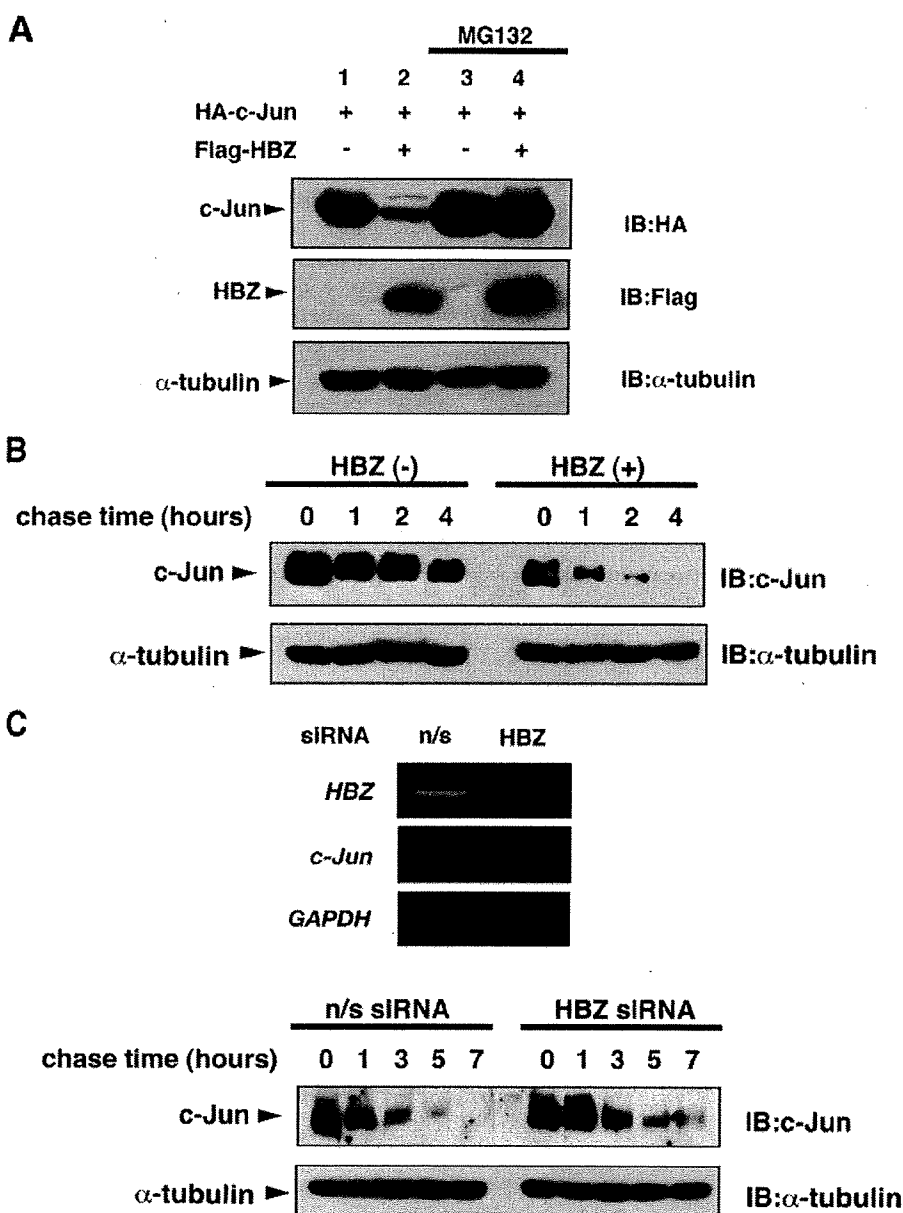 A
MG132
1 2 3 4
HA-c-Jun + + + +
Flag-HBZ - + - +
c-Jun IB:HA
HBZ IB:Flag
α-tubulin IB:α-tubulin
B
HBZ (-) HBZ (+)
chase time (hours) 0 1 2 4 0 1 2 4
c-Jun IB:c-Jun
α-tubulin IB:α-tubulin
C
siRNA n/s HBZ
HBZ
c-Jun
GAPDH
n/s siRNA HBZ siRNA
chase time (hours) 0 1 3 5 7 0 1 3 5 7
c-Jun IB:c-Jun
α-tubulin IB:α-tubulin